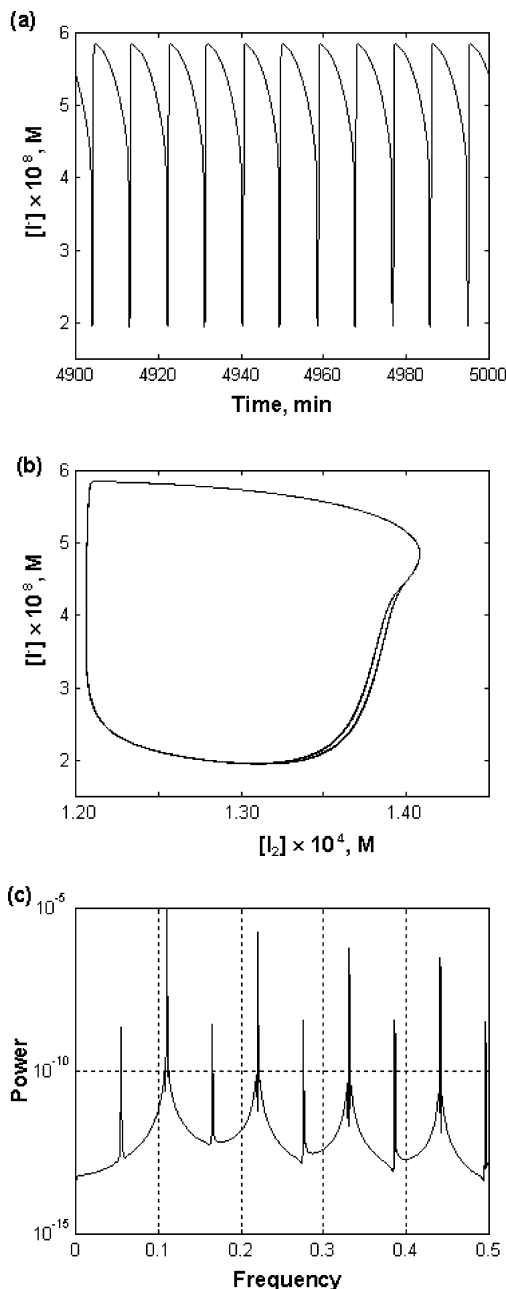 (a)
6
5
4
3
2
[I-] × 10⁸, M
4900 4920 4940 4960 4980 5000
Time, min
(b)
6
5
4
3
2
[I-] × 10⁸, M
1.20 1.30 1.40
[I₂] × 10⁴, M
(c)
10⁻⁵
10⁻¹⁰
10⁻¹⁵
Power
0 0.1 0.2 0.3 0.4 0.5
Frequency